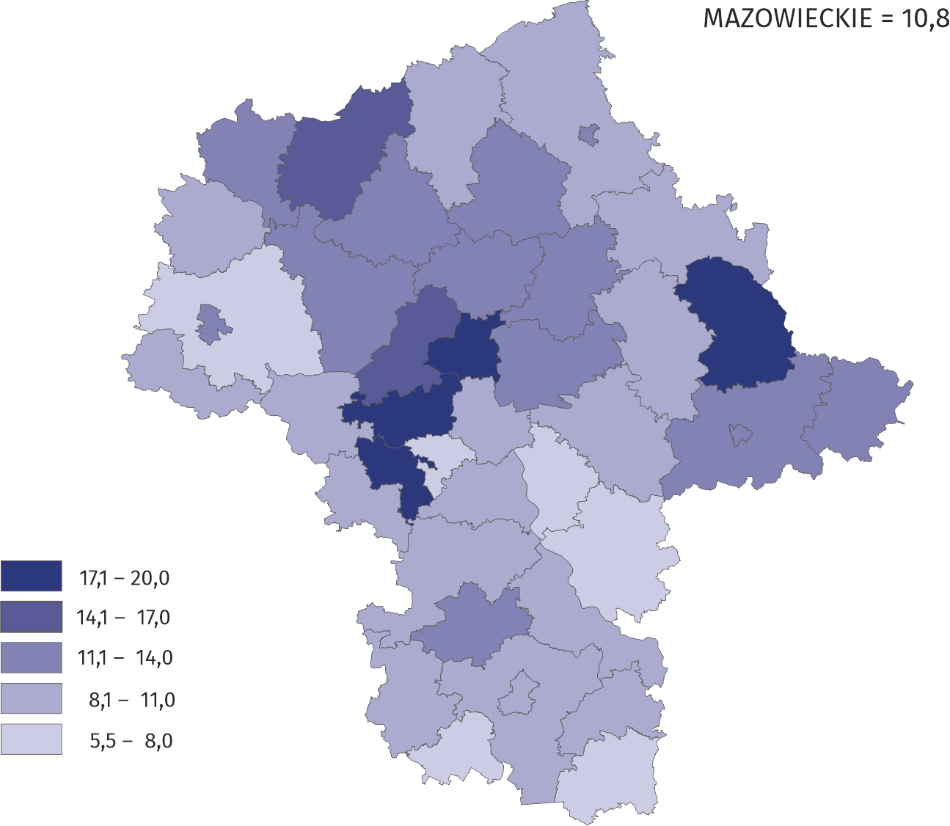 MAZOWIECKIE = 10,8
17,1 – 20,0
14,1 – 17,0
11,1 – 14,0
8,1 – 11,0
5,5 – 8,0